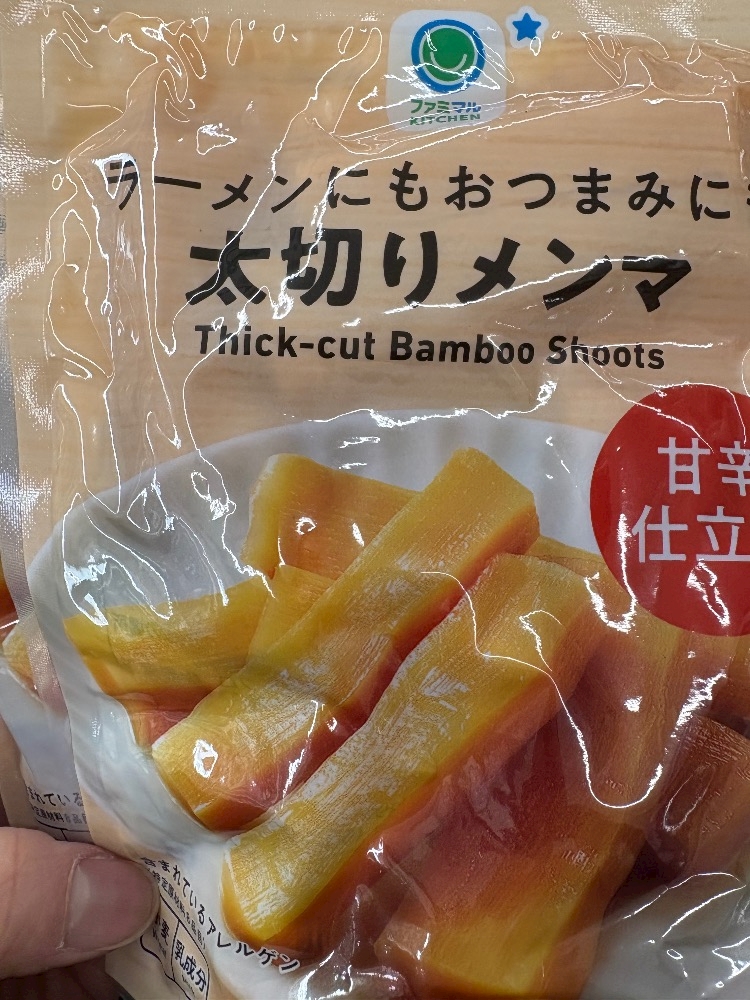 ファミマル
KITCHEN
ラーメンにもおつまみに
太切りメンマ
Thick-cut Bamboo Shoots
甘辛
仕立
含まれているアレルゲン
乳成分